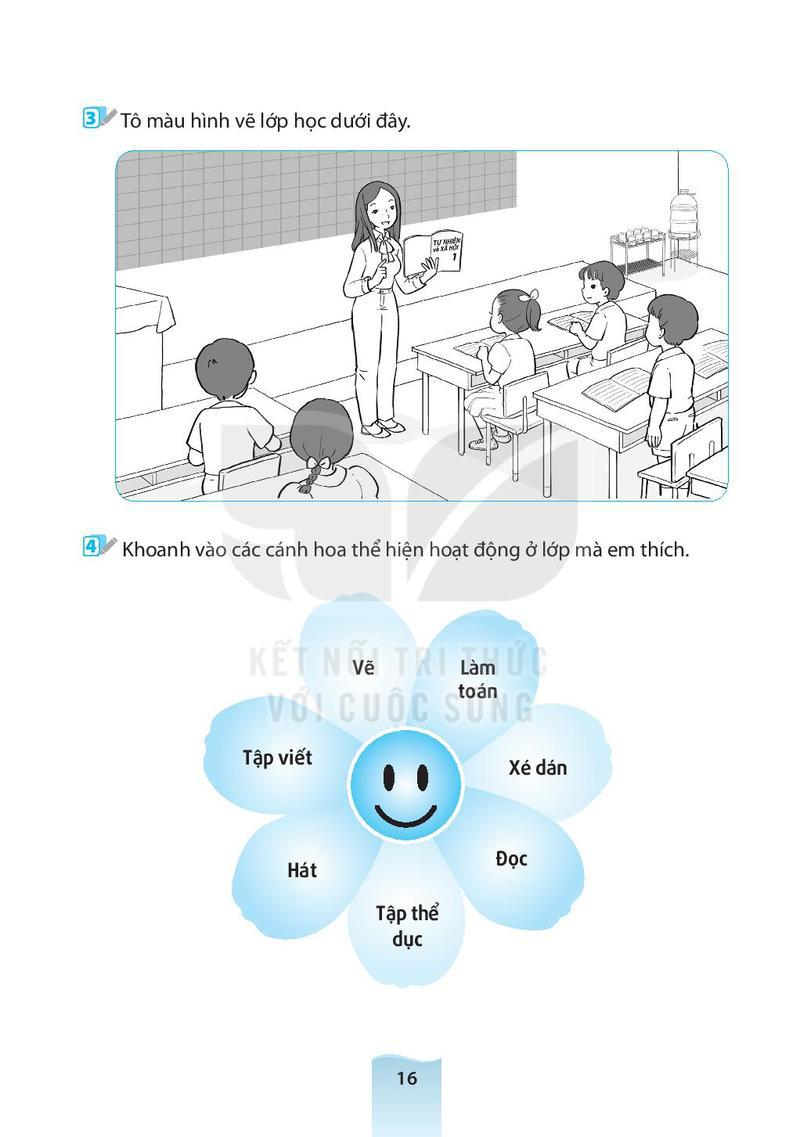 3 Tô màu hình vẽ lớp học dưới đây.
TỰ NHIÊN
và XÃ HỘI
1
4 Khoanh vào các cánh hoa thể hiện hoạt động ở lớp mà em thích.
KẾT NỐI TRI THỨC
VỚI CUỘC SỐNG
Vẽ
Làm
toán
Tập viết
Xé dán
Hát
Đọc
Tập thể
dục
16